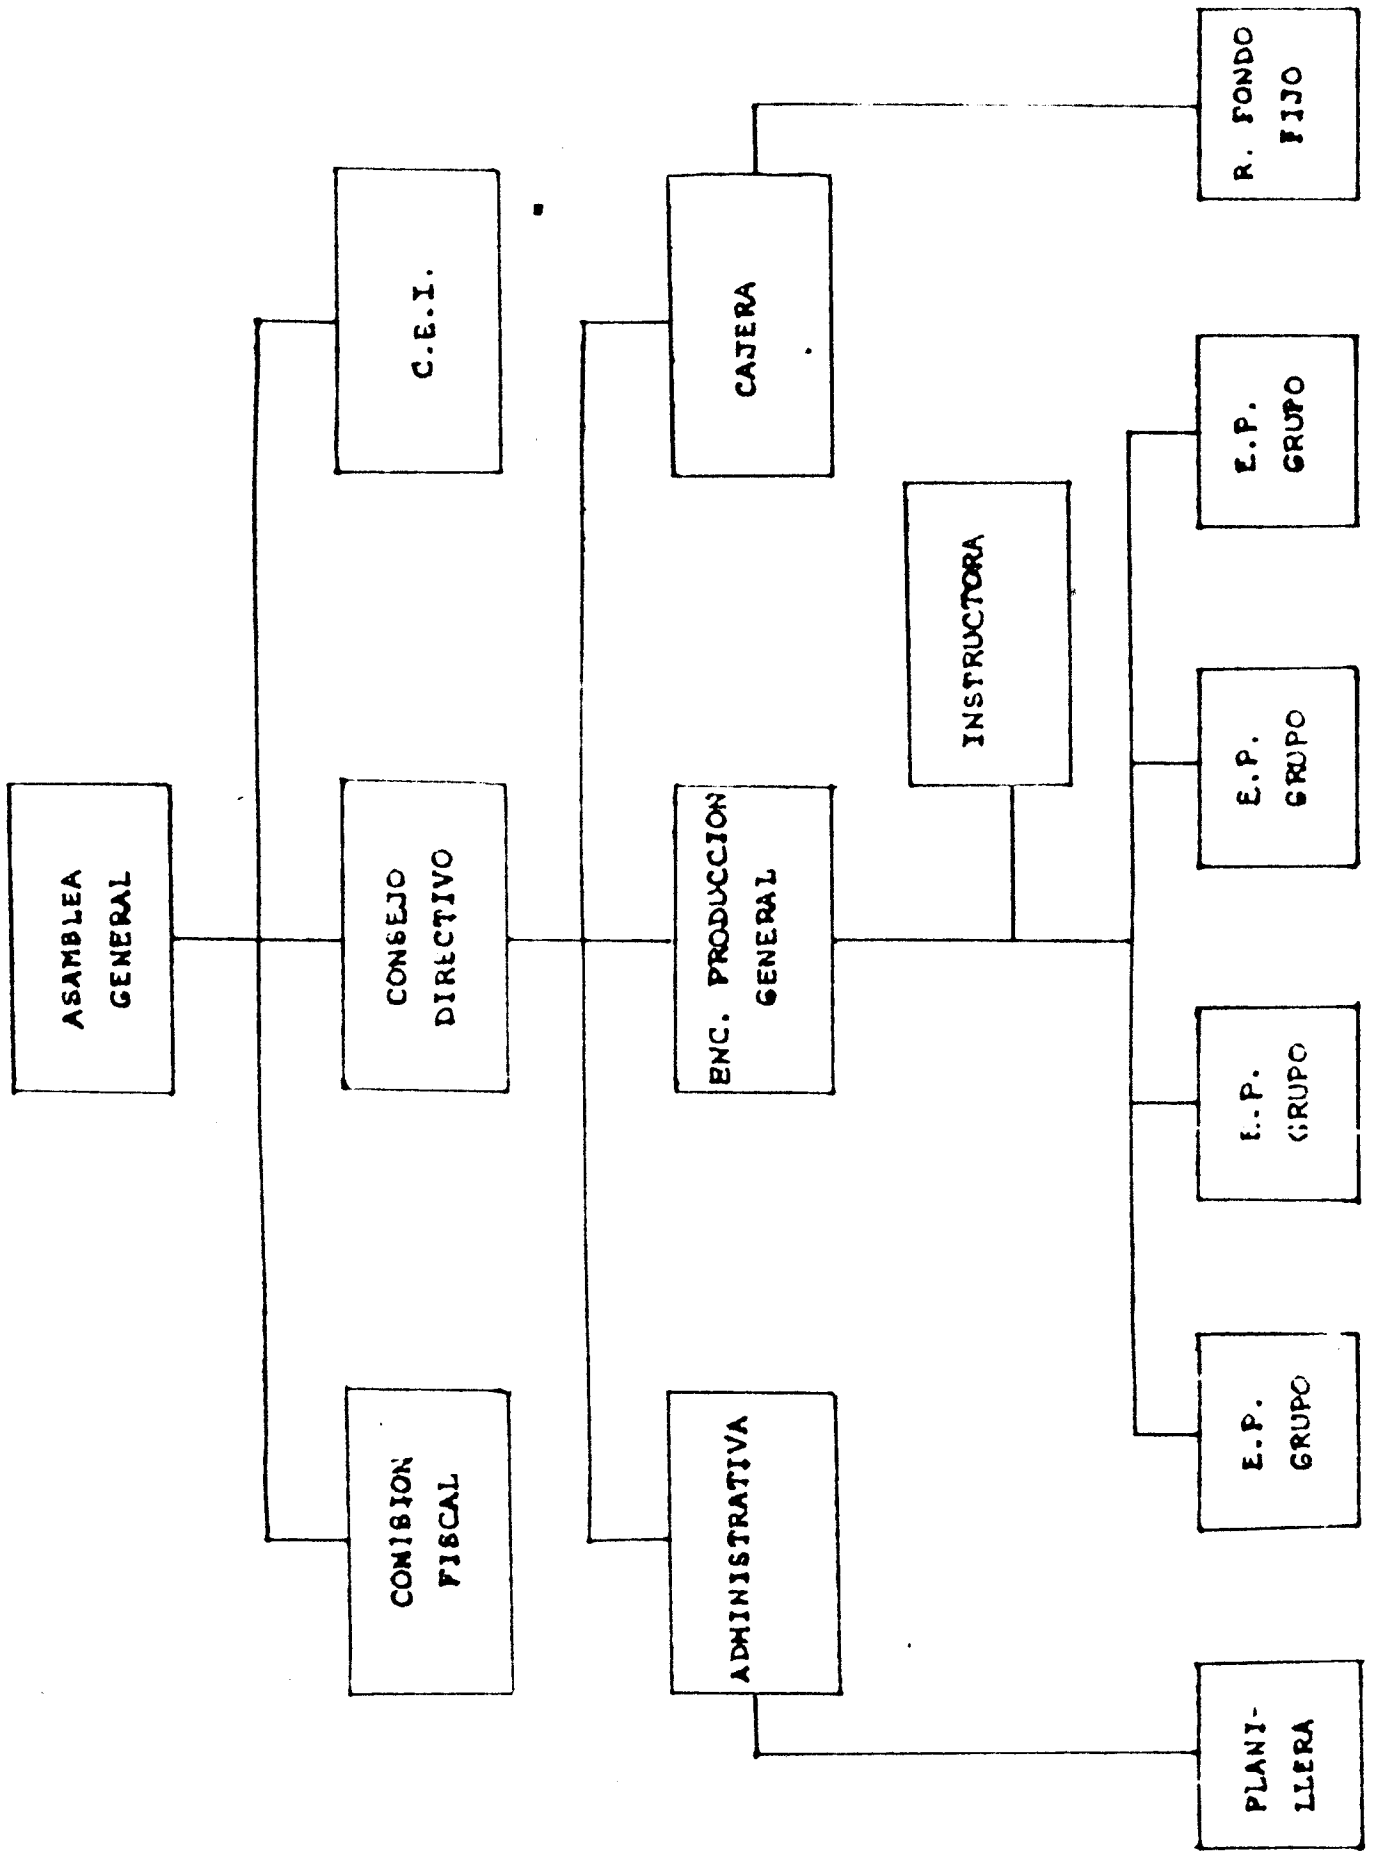 ASAMBLEA
GENERAL
COMISION
FISCAL
CONSEJO
DIRECTIVO
C.E.I.
ADMINISTRATIVA
ENC. PRODUCCION
GENERAL
CAJERA
INSTRUCTORA
PLANI-
LLERA
E.P.
GRUPO
E.P.
GRUPO
E.P.
GRUPO
E.P.
GRUPO
R. FONDO
FIJO